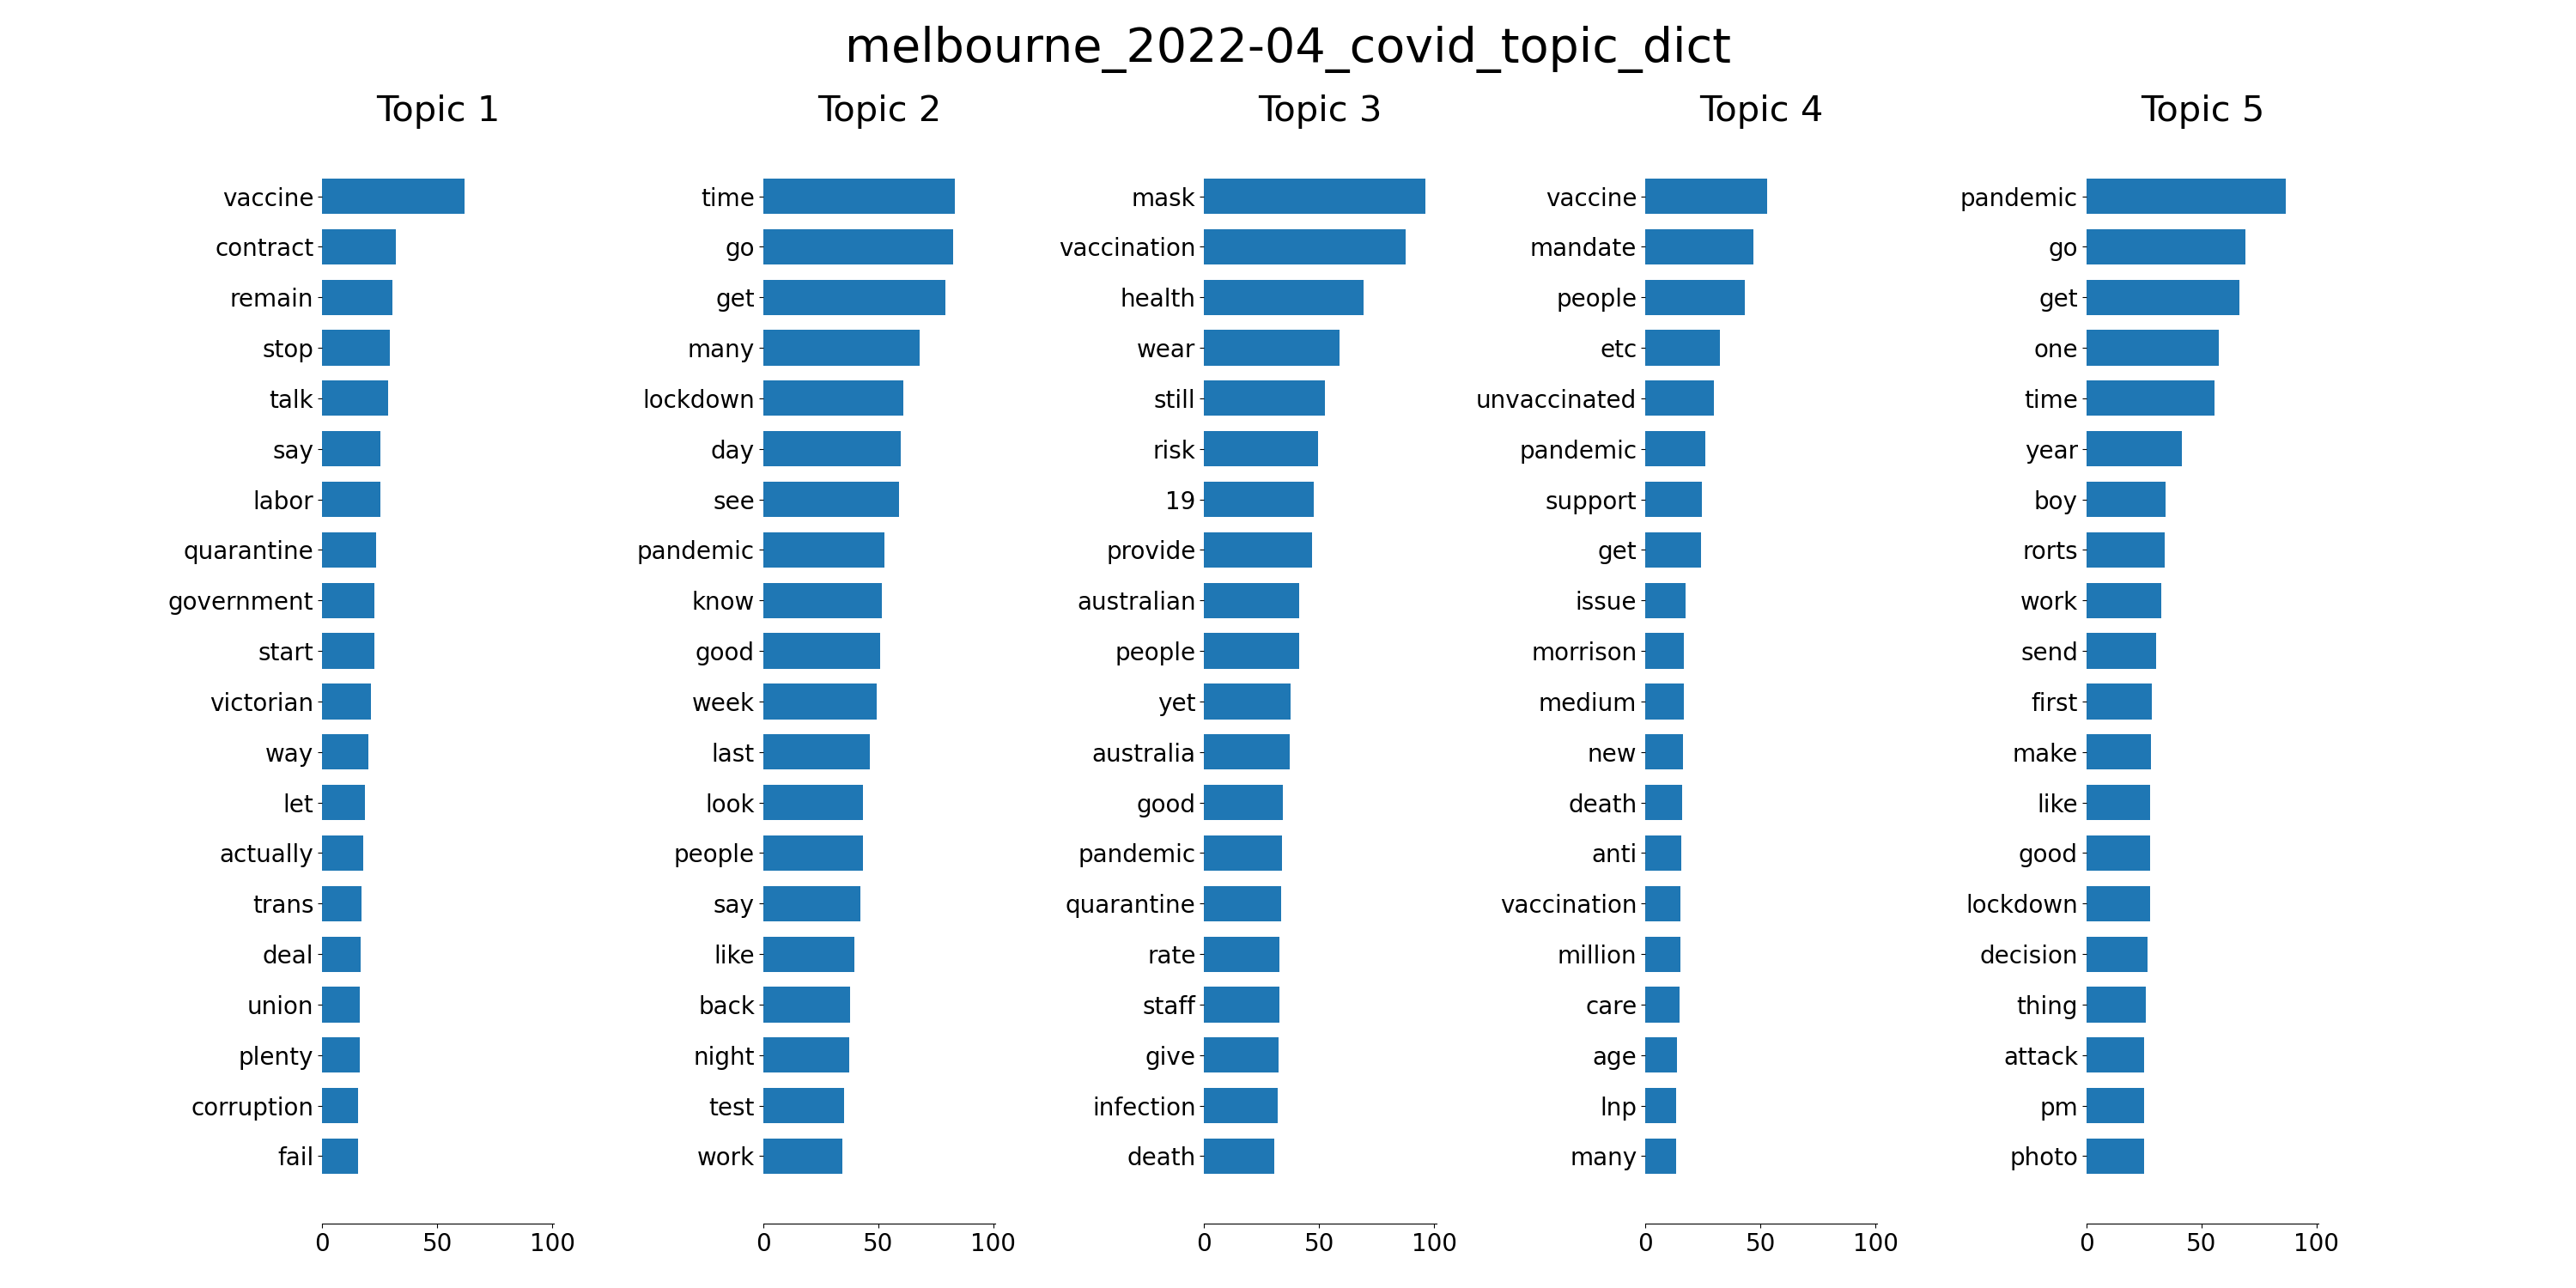 melbourne_2022-04_covid_topic_dict
Topic 1
vaccine
contract
remain
stop
talk
say
labor
quarantine
government
start
victorian
way
let
actually
trans
deal
union
plenty
corruption
fail
0 50 100
Topic 2
time
go
get
many
lockdown
day
see
pandemic
know
good
week
last
look
people
say
like
back
night
test
work
0 50 100
Topic 3
mask
vaccination
health
wear
still
risk
19
provide
australian
people
yet
australia
good
pandemic
quarantine
rate
staff
give
infection
death
0 50 100
Topic 4
vaccine
mandate
people
etc
unvaccinated
pandemic
support
get
issue
morrison
medium
new
death
anti
vaccination
million
care
age
lnp
many
0 50 100
Topic 5
pandemic
go
get
one
time
year
boy
rorts
work
send
first
make
like
good
lockdown
decision
thing
attack
pm
photo
0 50 100